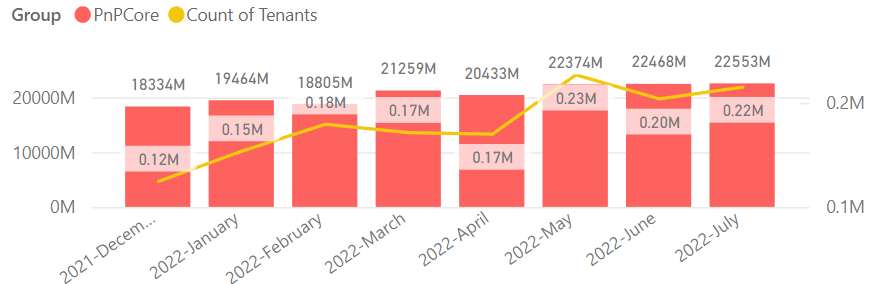 Group PnPCore Count of Tenants
18334M 19464M 18805M 21259M 20433M 22374M 22468M 22553M
20000M 10000M 0M
0.12M 0.15M 0.18M 0.17M 0.17M 0.23M 0.20M 0.22M
0.2M 0.1M
2021-Decem... 2022-January 2022-February 2022-March 2022-April 2022-May 2022-June 2022-July